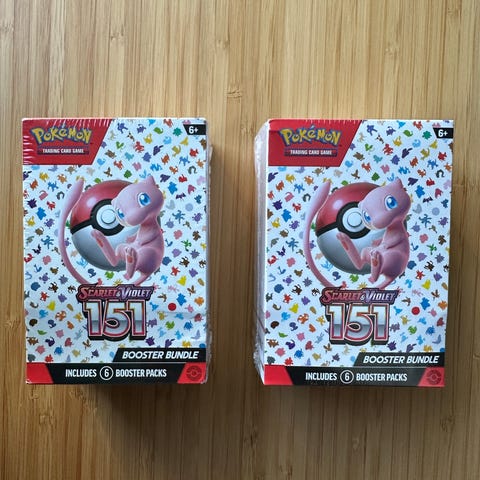 6+
Pokémon
TRADING CARD GAME
SCARLET & VIOLET
151
BOOSTER BUNDLE
INCLUDES 6 BOOSTER PACKS
6+
Pokémon
TRADING CARD GAME
SCARLET & VIOLET
151
BOOSTER BUNDLE
INCLUDES 6 BOOSTER PACKS